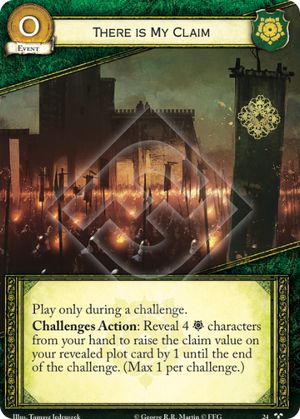 0
THERE IS MY CLAIM
EVENT
Play only during a challenge.
Challenges Action: Reveal 4 characters
from your hand to raise the claim value on
your revealed plot card by 1 until the end
of the challenge. (Max 1 per challenge.)
Illus. Tomasz Jedruszek © George R.R. Martin © FFG 24